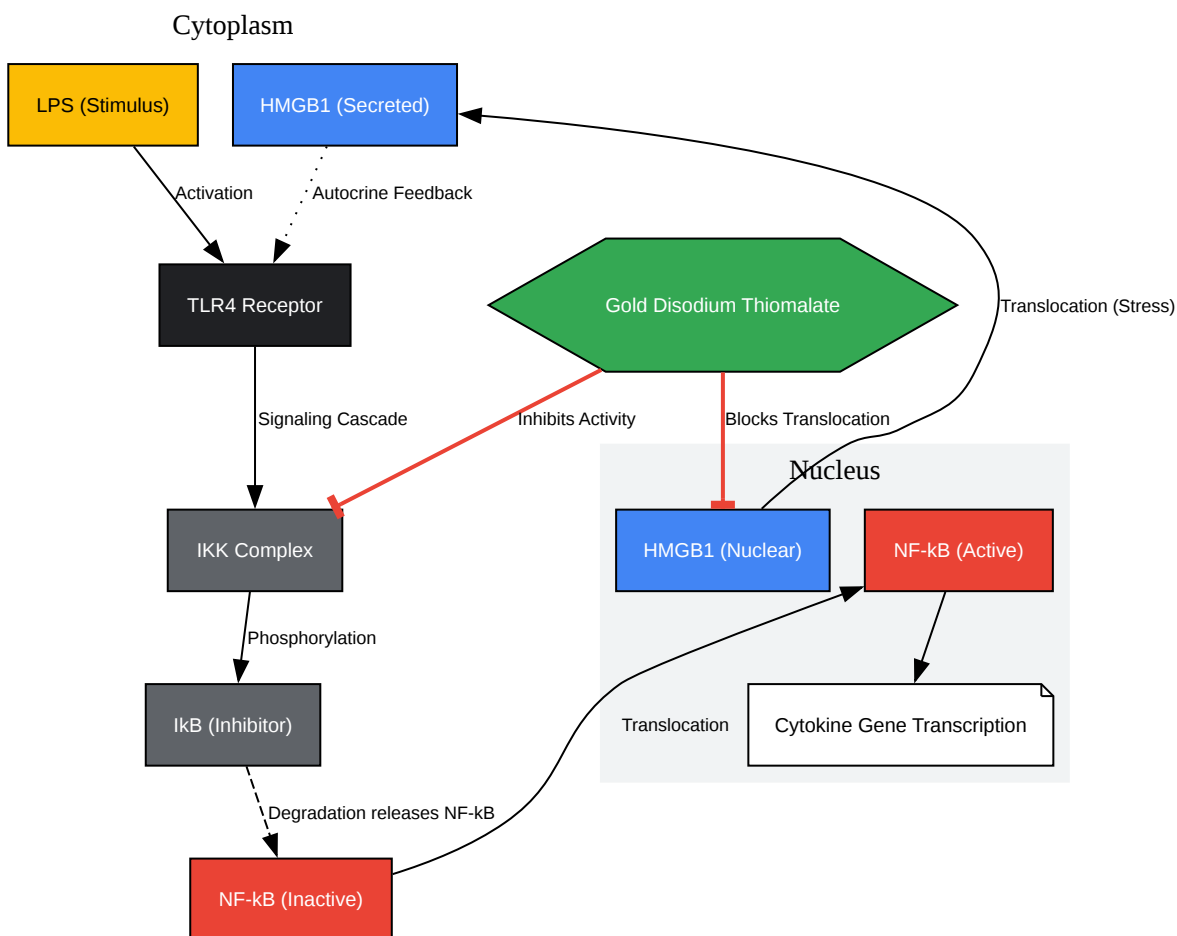 Cytoplasm
LPS (Stimulus)
HMGB1 (Secreted)
Activation
Autocrine Feedback
TLR4 Receptor
Gold Disodium Thiomalate
Translocation (Stress)
Signaling Cascade
Inhibits Activity
Blocks Translocation
Nucleus
IKK Complex
HMGB1 (Nuclear)
NF-kB (Active)
Phosphorylation
IkB (Inhibitor)
Translocation
Cytokine Gene Transcription
Degradation releases NF-kB
NF-kB (Inactive)